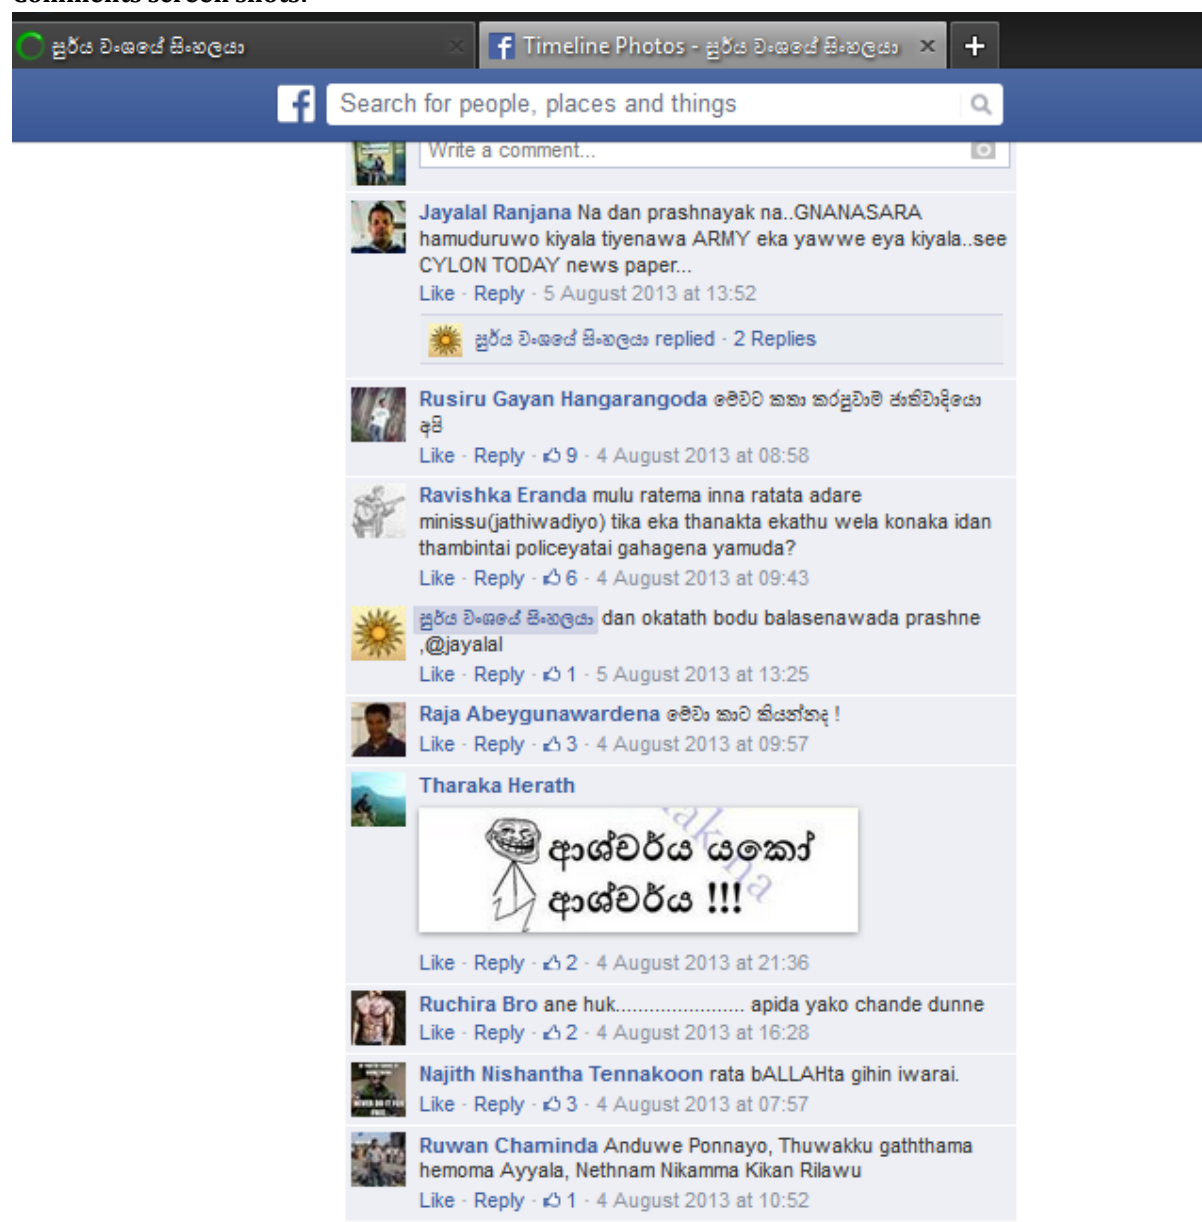 Comments screen shots:
සූර්ය වංශයේ සිංහලයා
Timeline Photos - සූර්ය වංශයේ සිංහලයා
Search for people, places and things
Write a comment...
Jayalal Ranjana Na dan prashnayak na..GNANASARA
hamuduruwo kiyala tiyenawa ARMY eka yawwe eya kiyala..see
CYLON TODAY news paper...
Like · Reply · 5 August 2013 at 13:52
සූර්ය වංශයේ සිංහලයා replied · 2 Replies
Rusiru Gayan Hangarangoda මේවට කතා කරපුවාම ජාතිවාදියො
අපි
Like · Reply · 9 · 4 August 2013 at 08:58
Ravishka Eranda mulu ratema inna ratata adare
minissu(jathiwadiyo) tika eka thanakta ekathu wela konaka idan
thambintai policeyatai gahagena yamuda?
Like · Reply · 6 · 4 August 2013 at 09:43
සූර්ය වංශයේ සිංහලයා dan okatath bodu balasenawada prashne
,@jayalal
Like · Reply · 1 · 5 August 2013 at 13:25
Raja Abeygunawardena මේවා කාට කියන්නද !
Like · Reply · 3 · 4 August 2013 at 09:57
Tharaka Herath
ආශ්චර්ය යකෝ
ආශ්චර්ය !!!
Like · Reply · 2 · 4 August 2013 at 21:36
Ruchira Bro ane huk....................... apida yako chande dunne
Like · Reply · 2 · 4 August 2013 at 16:28
Najith Nishantha Tennakoon rata bALLAHta gihin iwarai.
Like · Reply · 3 · 4 August 2013 at 07:57
Ruwan Chaminda Anduwe Ponnayo, Thuwakku gaththama
hemoma Ayyala, Nethnam Nikamma Kikan Rilawu
Like · Reply · 1 · 4 August 2013 at 10:52